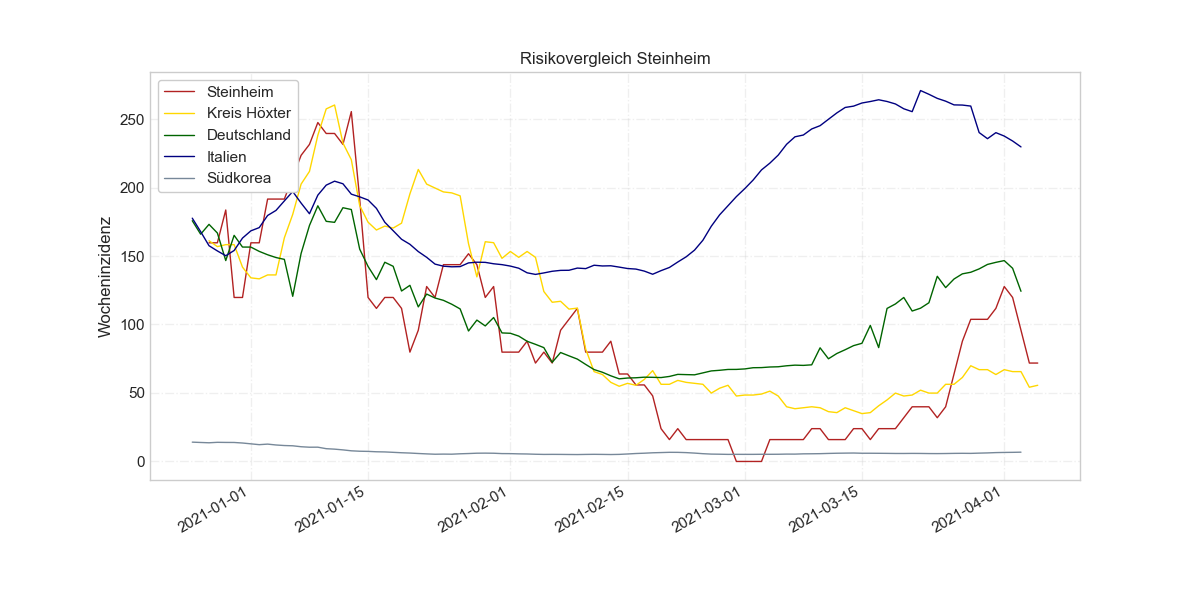 Risikovergleich Steinheim
Steinheim
Kreis Höxter
Deutschland
Italien
Südkorea
Wocheninzidenz
250
200
150
100
50
0
2021-01-01
2021-01-15
2021-02-01
2021-02-15
2021-03-01
2021-03-15
2021-04-01